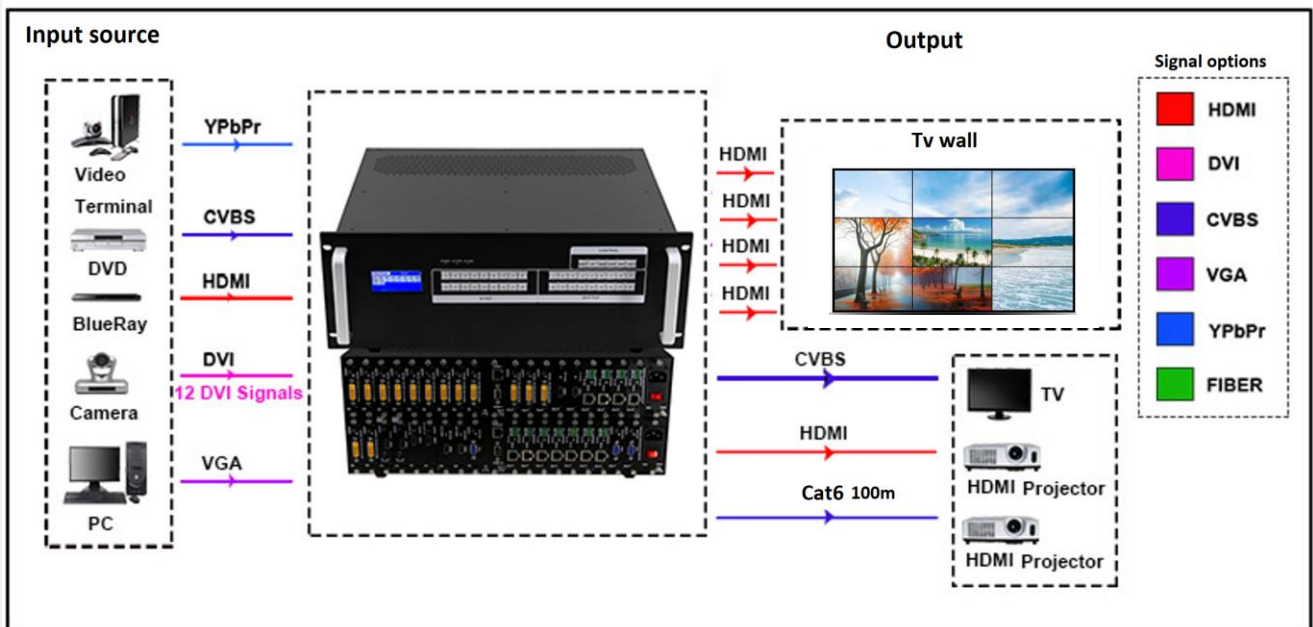 Input source
Output
Signal options
Video
Terminal
DVD
BlueRay
Camera
PC
YPbPr
CVBS
HDMI
DVI
12 DVI Signals
VGA
HDMI
HDMI
HDMI
HDMI
Tv wall
CVBS
HDMI
Cat6 100m
TV
HDMI Projector
HDMI Projector
HDMI
DVI
CVBS
VGA
YPbPr
FIBER